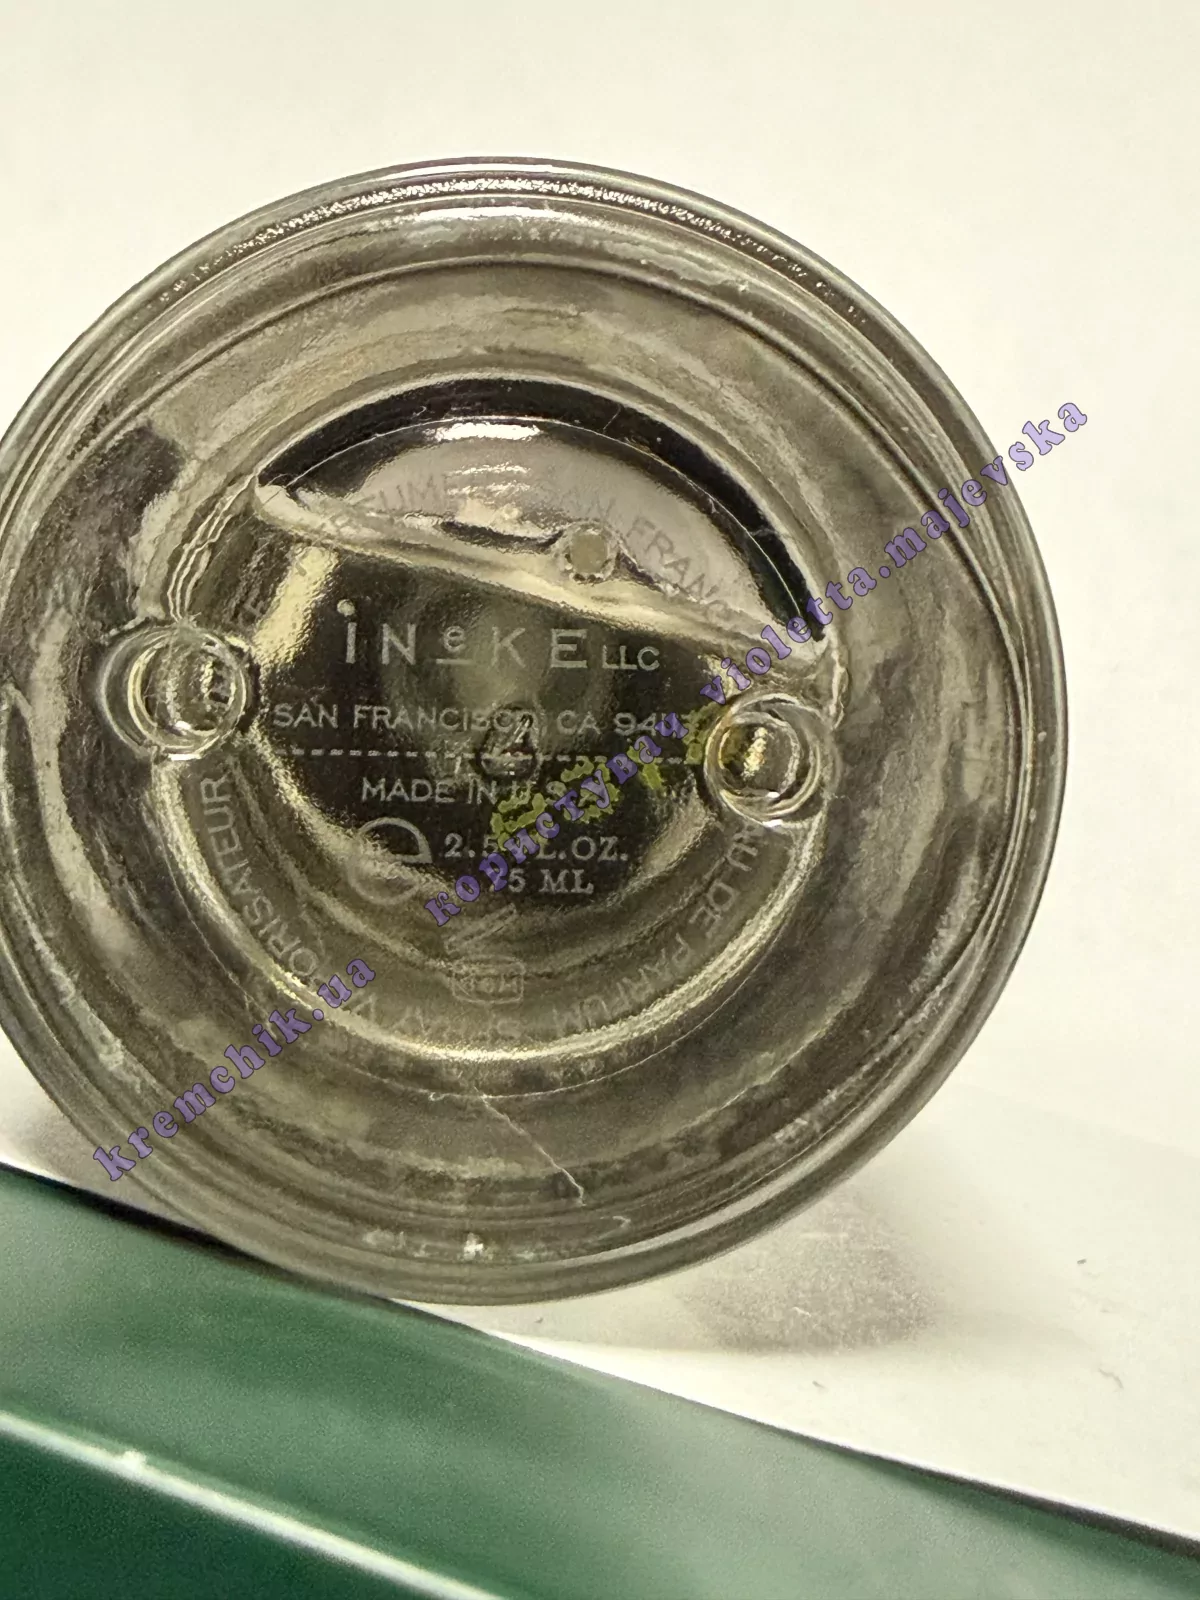 iNeKE LLC
SAN FRANCISCO, CA
MADE IN U.S.A.
2.5 FL.OZ.
75 ML
EAU DE PARFUM SPRAY VAPORISATEUR
kremchik.ua користувач violetta.majevska